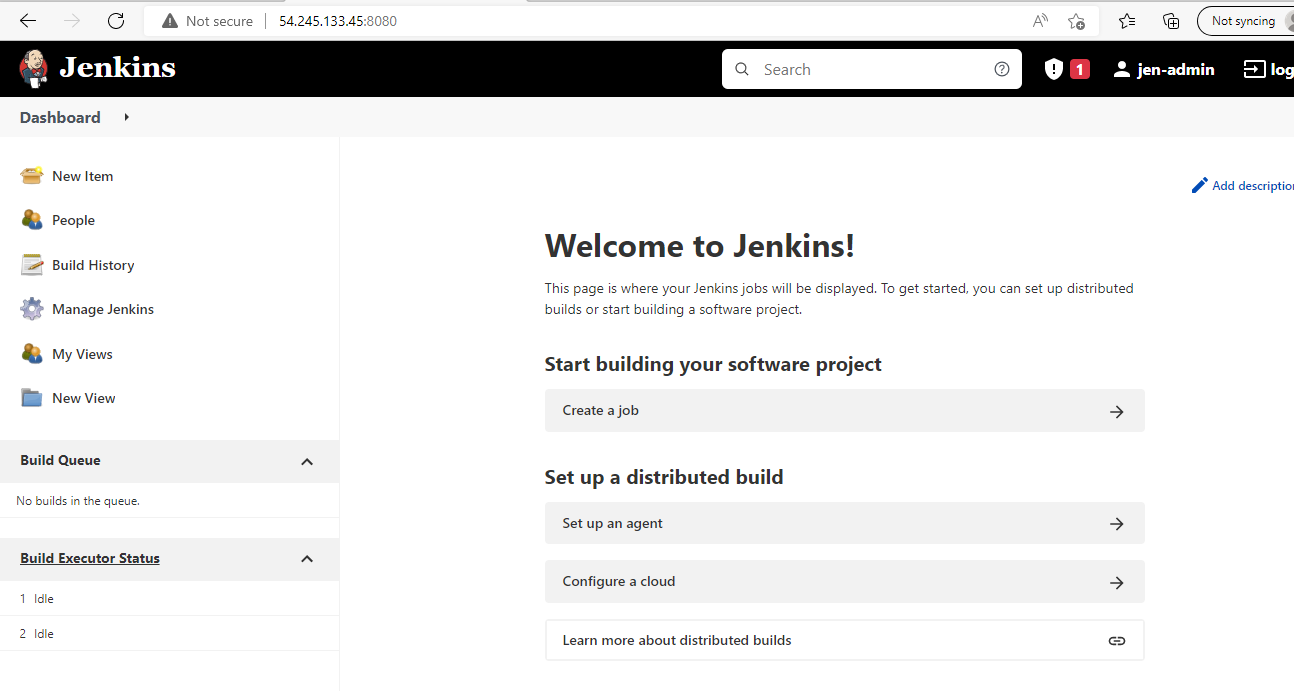 Not secure 54.245.133.45:8080
Not syncing
Jenkins
Search
1
jen-admin
log
Dashboard
New Item
People
Build History
Manage Jenkins
My Views
New View
Build Queue
No builds in the queue.
Build Executor Status
1 Idle
2 Idle
Add description
Welcome to Jenkins!
This page is where your Jenkins jobs will be displayed. To get started, you can set up distributed
builds or start building a software project.
Start building your software project
Create a job
Set up a distributed build
Set up an agent
Configure a cloud
Learn more about distributed builds